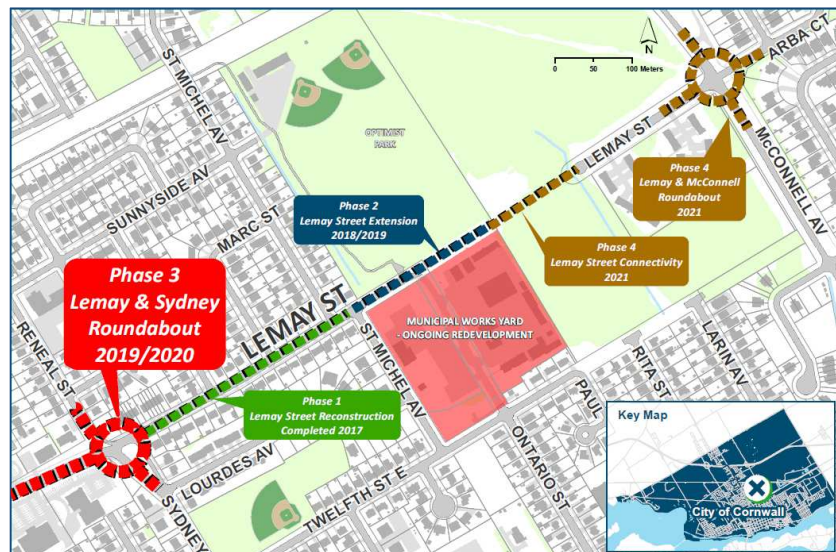 ST MICHEL AV
ARBA CT
N
0 50 100 Meters
OPTIMIST
PARK
LEMAY ST
McCONNELL AV
SUNNYSIDE AV
MARC ST
Phase 2
Lemay Street Extension
2018/2019
Phase 4
Lemay & McConnell
Roundabout
2021
Phase 4
Lemay Street Connectivity
2021
Phase 3
Lemay & Sydney
Roundabout
2019/2020
LEMAY ST
RENEAL ST
MUNICIPAL WORKS YARD
- ONGOING REDEVELOPMENT
ST MICHEL AV
LARIN AV
RITA ST
PAUL
Phase 1
Lemay Street Reconstruction
Completed 2017
LOURDES AV
SYDNEY
TWELFTH ST E
ONTARIO ST
Key Map
City of Cornwall